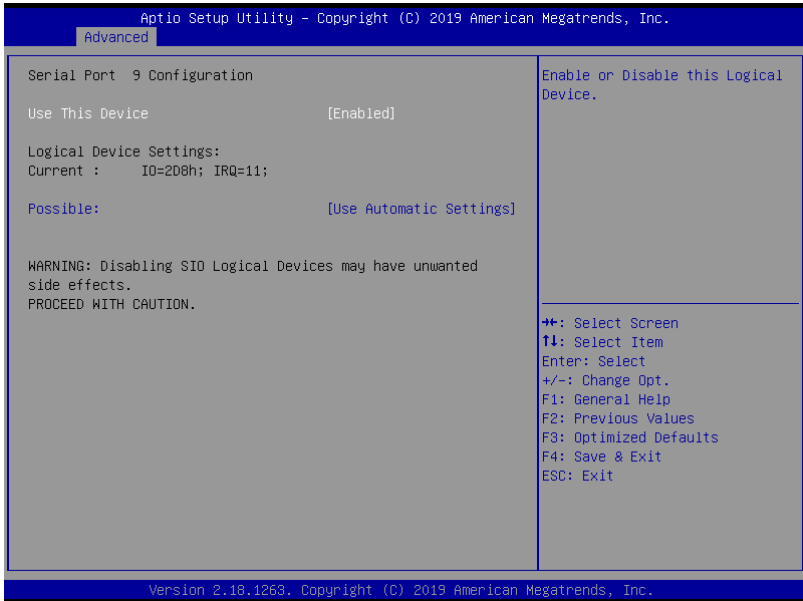 Aptio Setup Utility – Copyright (C) 2019 American Megatrends, Inc.
Advanced
Serial Port  9 Configuration
Use This Device [Enabled]
Logical Device Settings:
Current : IO=2D8h; IRQ=11;
Possible: [Use Automatic Settings]
WARNING: Disabling SIO Logical Devices may have unwanted
side effects.
PROCEED WITH CAUTION.
Enable or Disable this Logical
Device.
→←: Select Screen
↑↓: Select Item
Enter: Select
+/-: Change Opt.
F1: General Help
F2: Previous Values
F3: Optimized Defaults
F4: Save & Exit
ESC: Exit
Version 2.18.1263. Copyright (C) 2019 American Megatrends, Inc.